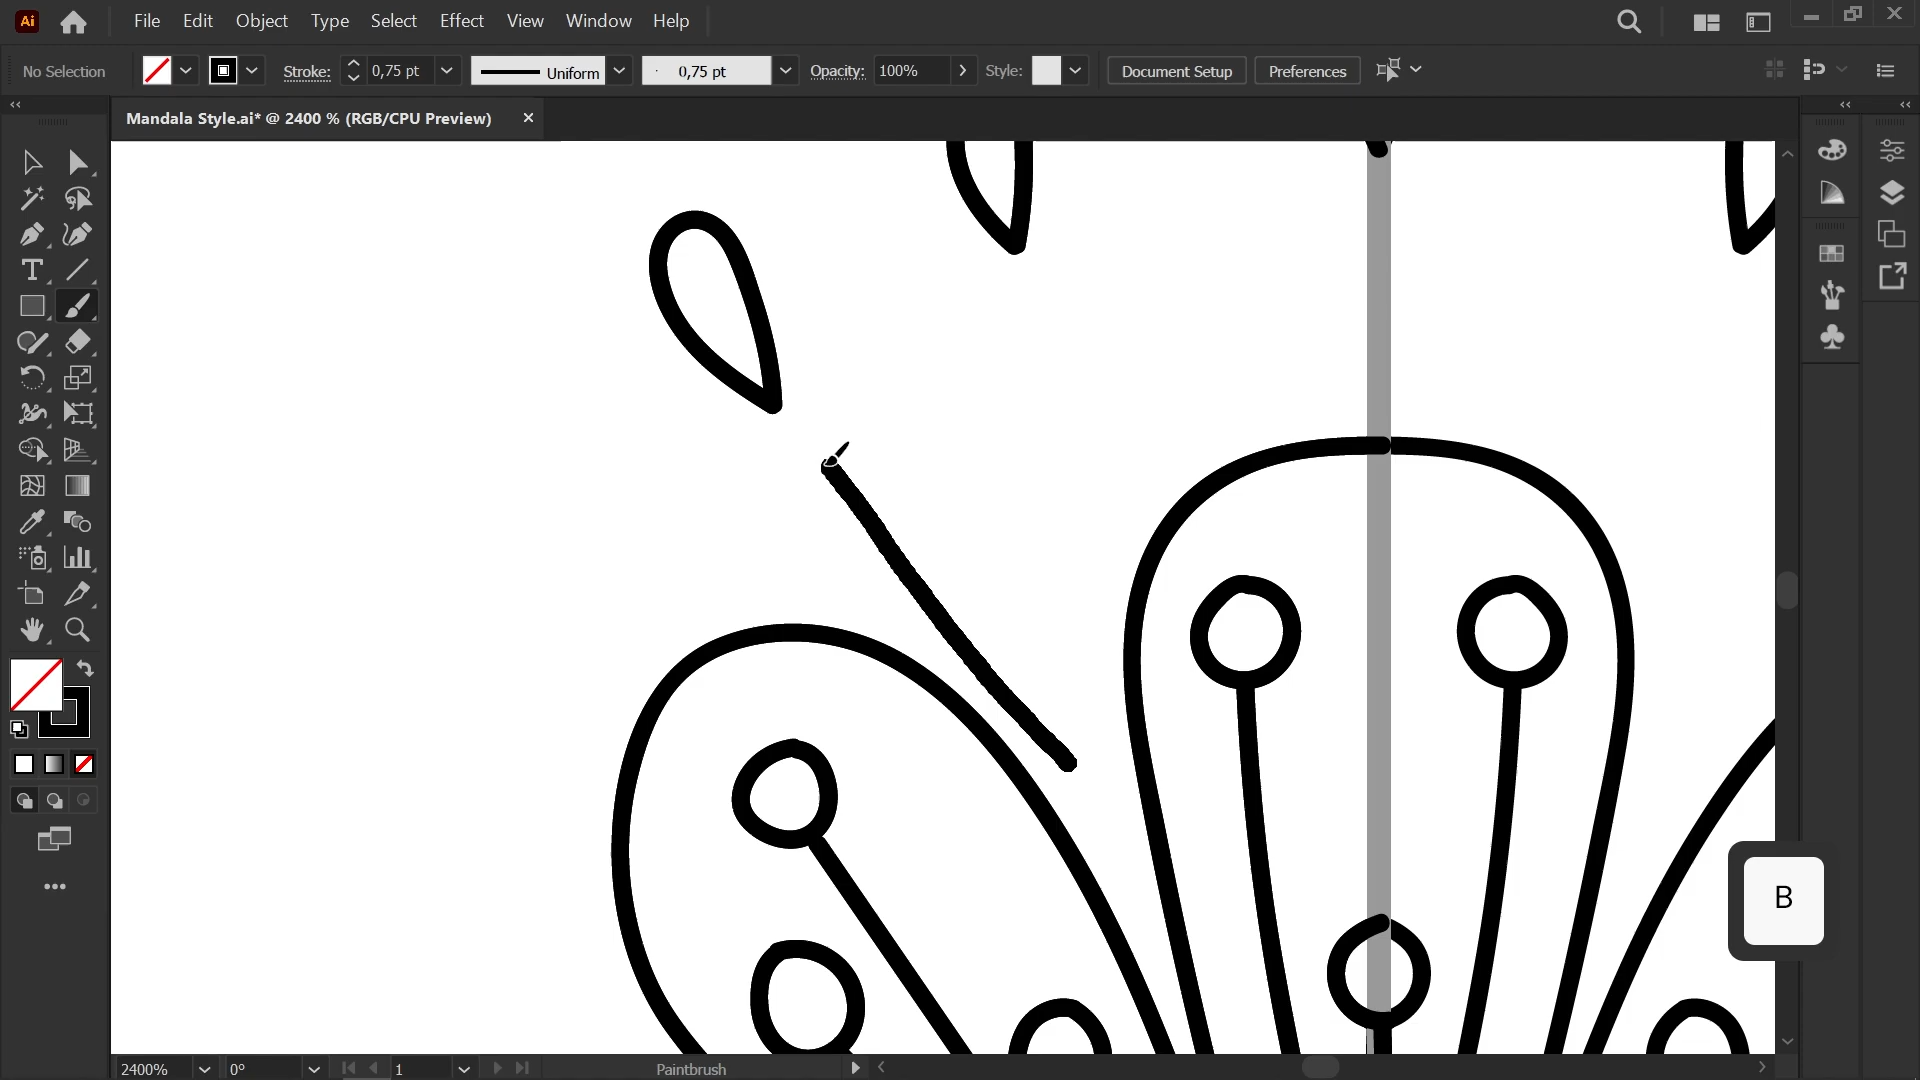 Ai File Edit Object Type Select Effect View Window Help
No Selection Stroke: 0,75 pt Uniform 0,75 pt Opacity: 100% Style: Document Setup Preferences
Mandala Style.ai* @ 2400 % (RGB/CPU Preview)
B
2400% 0° 1 Paintbrush